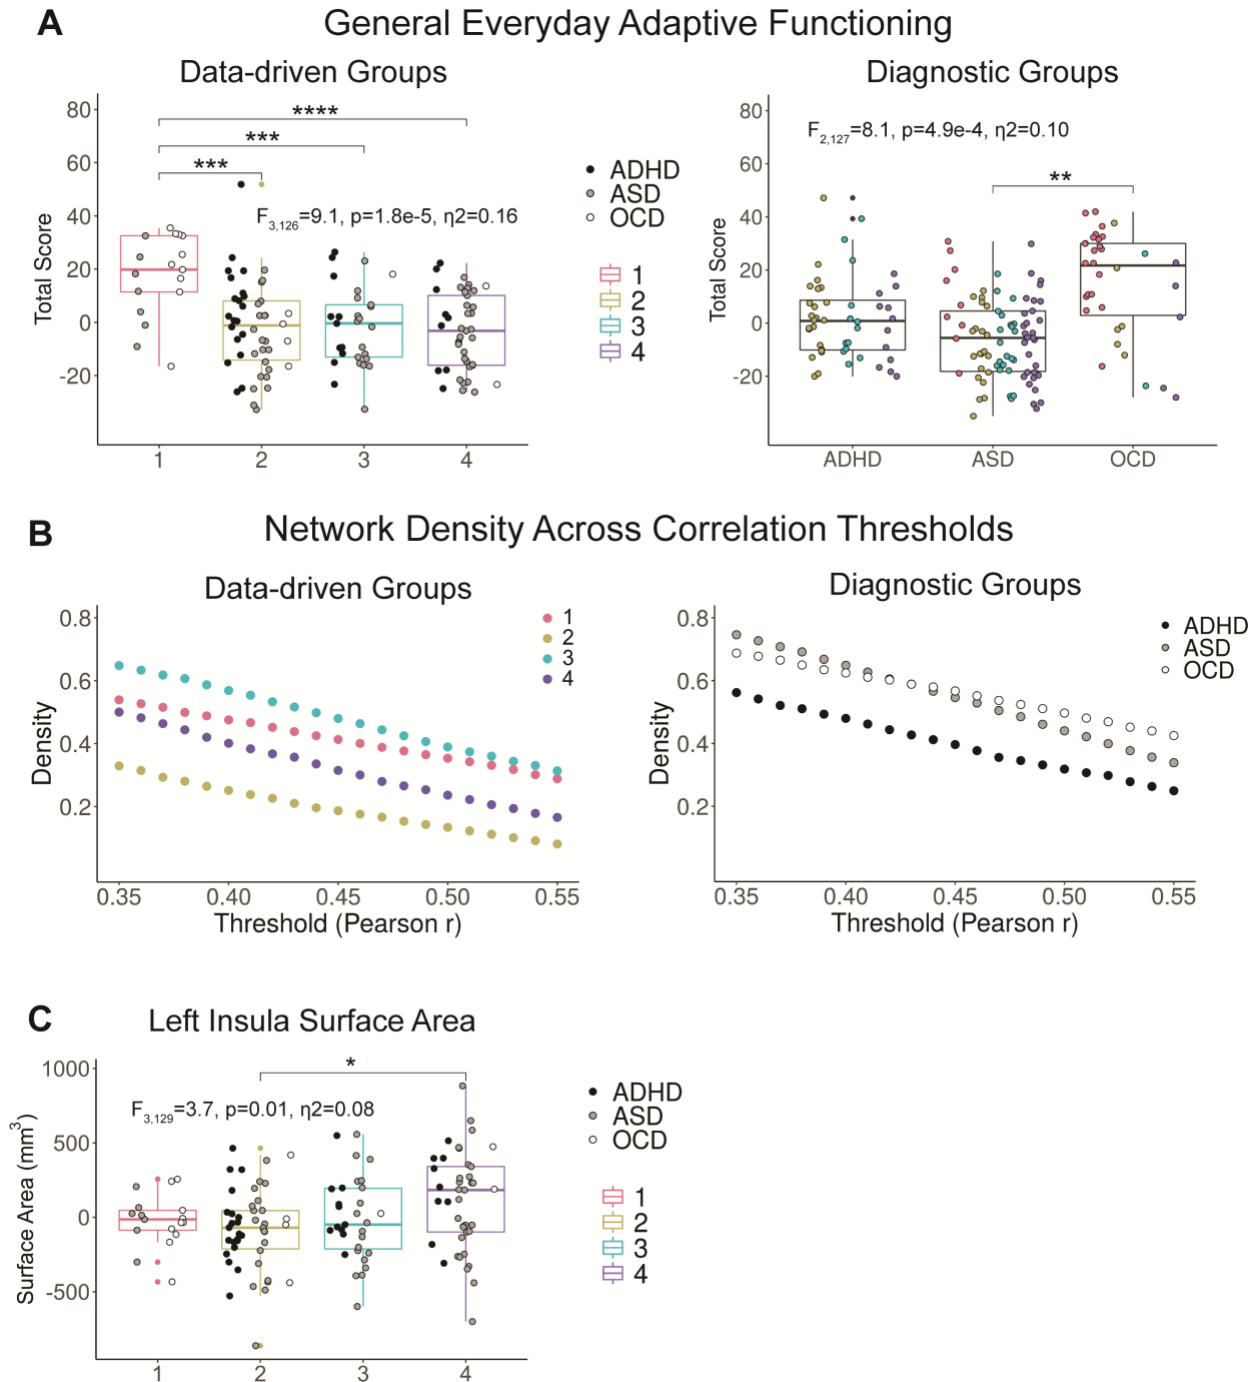 A
General Everyday Adaptive Functioning
Data-driven Groups
Diagnostic Groups
Total Score
80
60
40
20
0
-20
****
***
***
F3,126=9.1, p=1.8e-5, η2=0.16
1
2
3
4
ADHD
ASD
OCD
1
2
3
4
Total Score
80
60
40
20
0
-20
F2,127=8.1, p=4.9e-4, η2=0.10
**
ADHD
ASD
OCD
B
Network Density Across Correlation Thresholds
Data-driven Groups
Diagnostic Groups
Density
0.8
0.6
0.4
0.2
1
2
3
4
0.35
0.40
0.45
0.50
0.55
Threshold (Pearson r)
Density
0.8
0.6
0.4
0.2
ADHD
ASD
OCD
0.35
0.40
0.45
0.50
0.55
Threshold (Pearson r)
C
Left Insula Surface Area
Surface Area (mm³)
1000
500
0
-500
*
F3,129=3.7, p=0.01, η2=0.08
1
2
3
4
ADHD
ASD
OCD
1
2
3
4